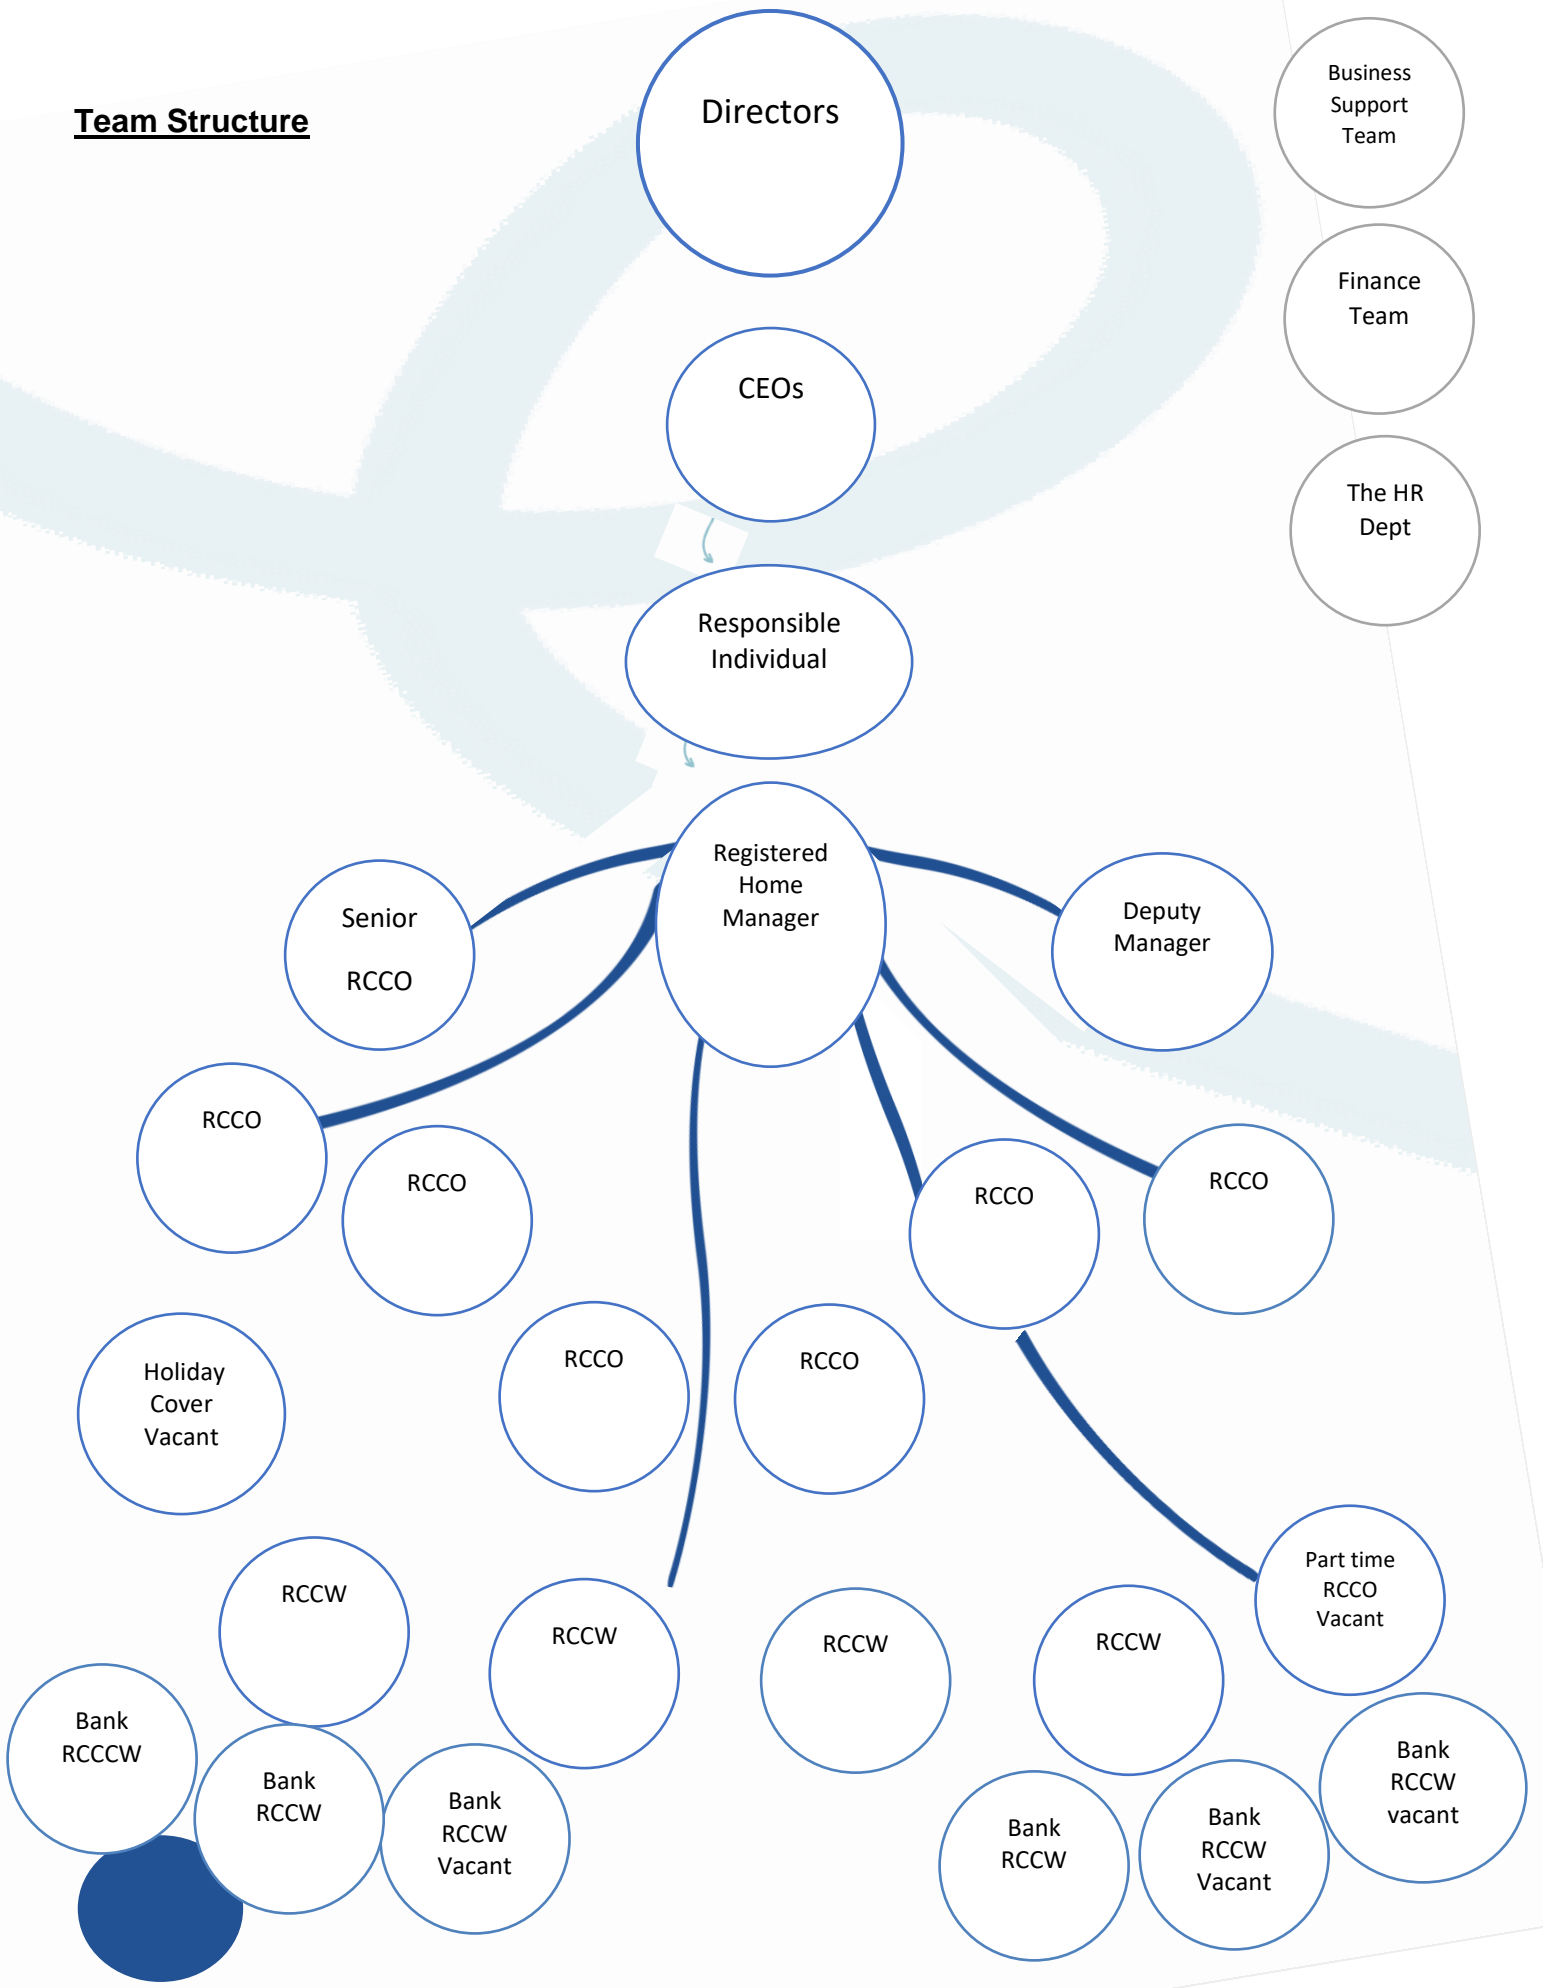 Team Structure
Directors
Business
Support
Team
Finance
Team
CEOs
The HR
Dept
Responsible
Individual
Registered
Home
Manager
Senior
RCCO
Deputy
Manager
RCCO
RCCO
RCCO
RCCO
RCCO
RCCO
Holiday
Cover
Vacant
Part time
RCCO
Vacant
RCCW
RCCW
RCCW
RCCW
Bank
RCCCW
Bank
RCCW
Bank
RCCW
Vacant
Bank
RCCW
Bank
RCCW
Vacant
Bank
RCCW
vacant